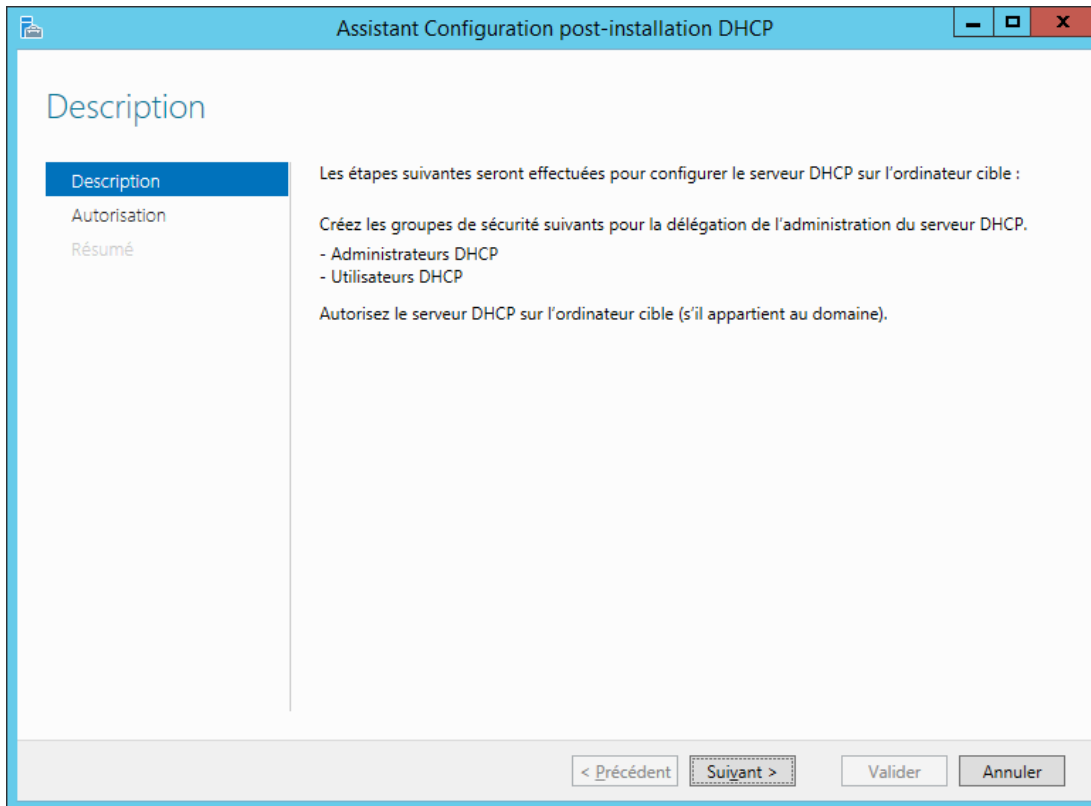 Assistant Configuration post-installation DHCP
Description
Description
Autorisation
Résumé
Les étapes suivantes seront effectuées pour configurer le serveur DHCP sur l'ordinateur cible :
Créez les groupes de sécurité suivants pour la délégation de l'administration du serveur DHCP.
- Administrateurs DHCP
- Utilisateurs DHCP
Autorisez le serveur DHCP sur l'ordinateur cible (s'il appartient au domaine).
< Précédent
Suivant >
Valider
Annuler